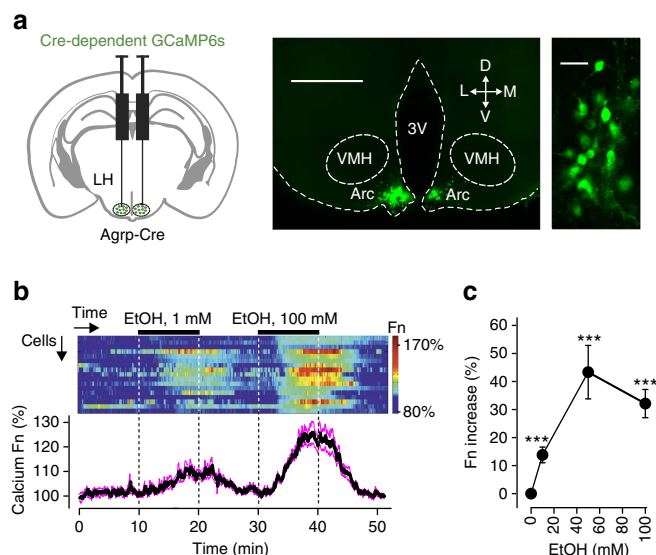 a
Cre-dependent GCaMP6s
LH
Agrp-Cre
D
L M
V
3V
VMH VMH
Arc Arc
b
Time
EtOH, 1 mM EtOH, 100 mM
Fn
Cells
170%
80%
Calcium Fn (%)
130
120
110
100
0 10 20 30 40 50
Time (min)
c
Fn increase (%)
60
50
40
30
20
10
0
***
***
***
0 20 40 60 80 100
EtOH (mM)